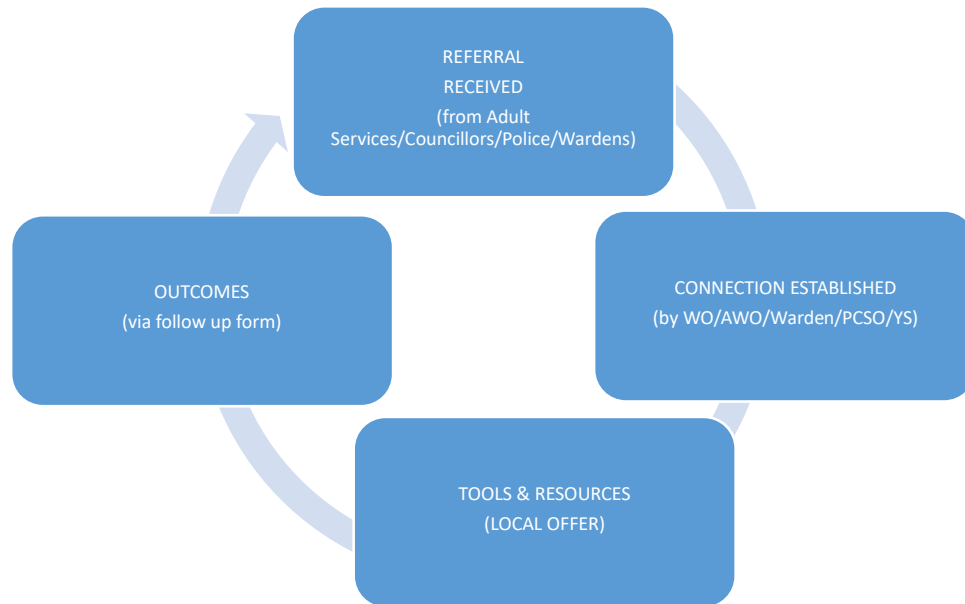 REFERRAL
RECEIVED
(from Adult
Services/Councillors/Police/Wardens)
CONNECTION ESTABLISHED
(by WO/AWO/Warden/PCSO/YS)
TOOLS & RESOURCES
(LOCAL OFFER)
OUTCOMES
(via follow up form)